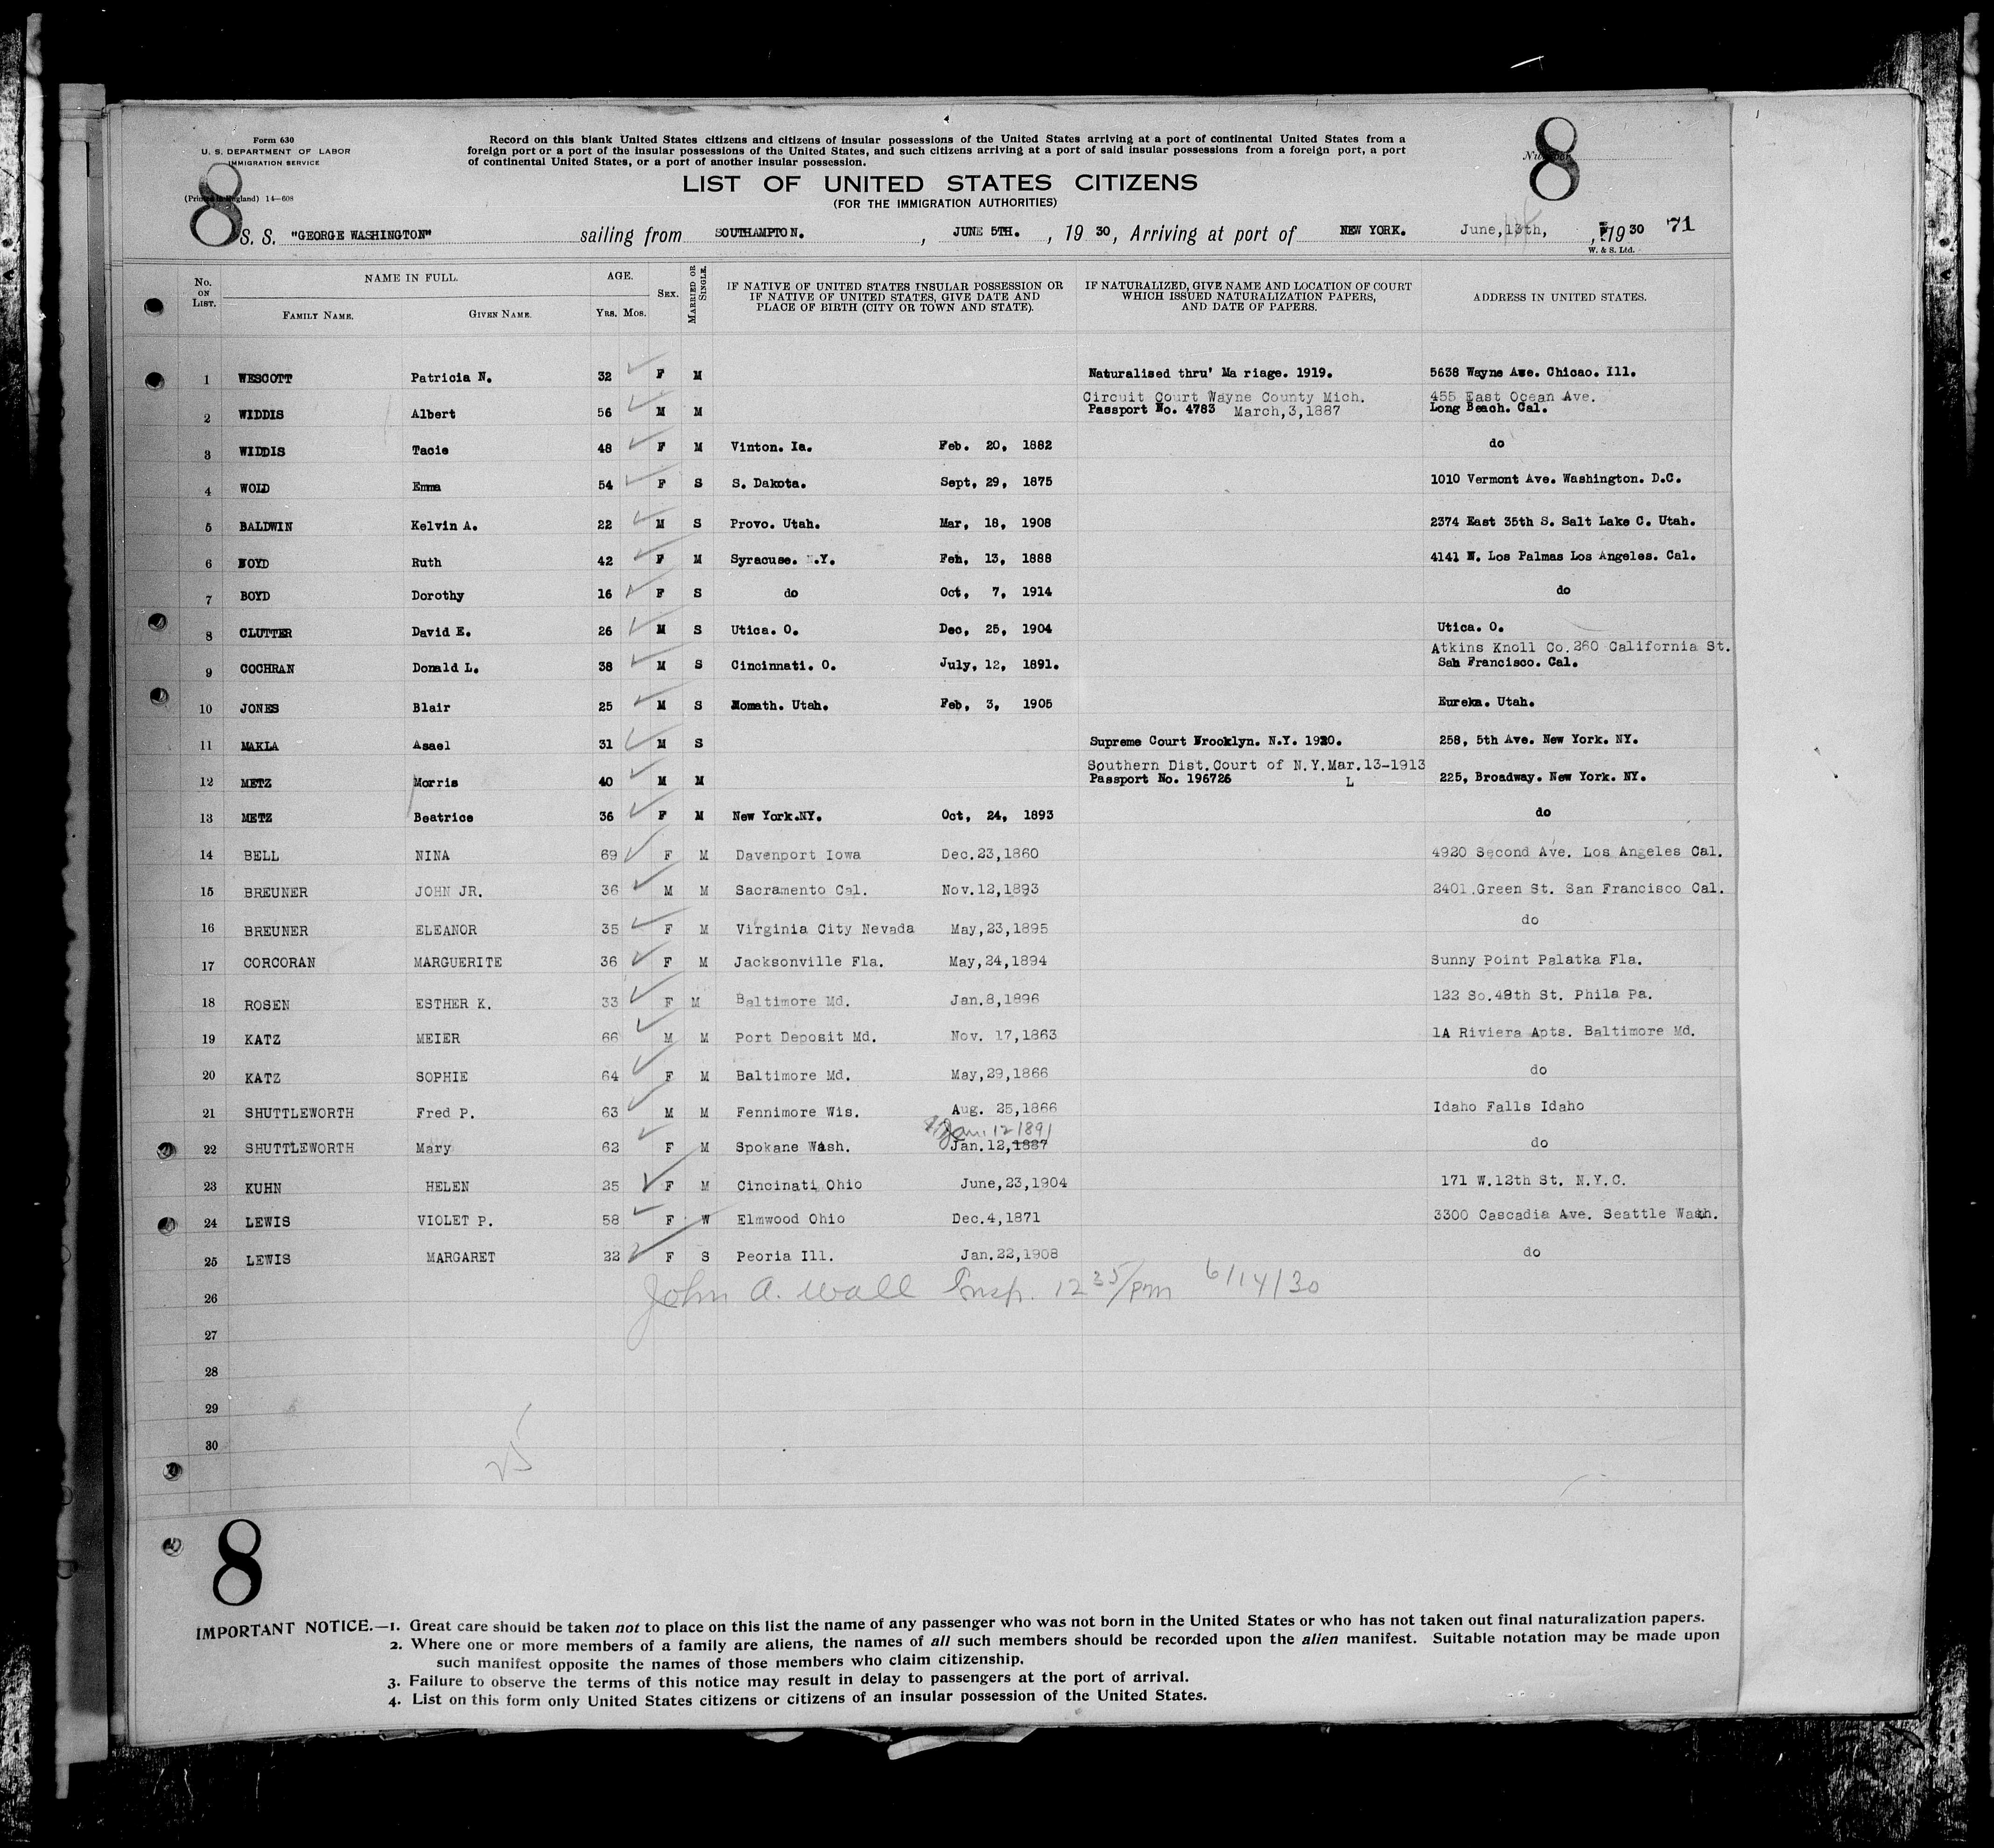 Form 630
U. S. DEPARTMENT OF LABOR
IMMIGRATION SERVICE
(Printed in England) 14—608
8
Record on this blank United States citizens and citizens of insular possessions of the United States arriving at a port of continental United States from a
foreign port or a port of the insular possessions of the United States, and such citizens arriving at a port of said insular possessions from a foreign port, a port
of continental United States, or a port of another insular possession.
Number
8
LIST OF UNITED STATES CITIZENS
(FOR THE IMMIGRATION AUTHORITIES)
S. S. "GEORGE WASHINGTON" sailing from SOUTHAMPTON. , JUNE 5TH. , 19 30, Arriving at port of NEW YORK. June, 13th, , 1930 71
W. & S. Ltd.
No. ON LIST. NAME IN FULL. FAMILY NAME. GIVEN NAME. AGE. YRS. MOS. SEX. MARRIED OR SINGLE. IF NATIVE OF UNITED STATES INSULAR POSSESSION OR IF NATIVE OF UNITED STATES, GIVE DATE AND PLACE OF BIRTH (CITY OR TOWN AND STATE). IF NATURALIZED, GIVE NAME AND LOCATION OF COURT WHICH ISSUED NATURALIZATION PAPERS, AND DATE OF PAPERS. ADDRESS IN UNITED STATES.
1 WESCOTT Patricia N. 32 F M Naturalised thru' Ma riage. 1919. 5638 Wayne Ave. Chicao. Ill.
Circuit Court Wayne County Mich. 455 East Ocean Ave.
2 WIDDIS Albert 56 M M Passport No. 4783 March,3,1887 Long Beach. Cal.
3 WIDDIS Tacie 48 F M Vinton. Ia. Feb. 20, 1882 do
4 WOLD Emma 54 F S S. Dakota. Sept, 29, 1875 1010 Vermont Ave. Washington. D.C.
5 BALDWIN Kelvin A. 22 M S Provo. Utah. Mar, 18, 1908 2374 East 35th S. Salt Lake C. Utah.
6 BOYD Ruth 42 F M Syracuse. N.Y. Feh, 13, 1888 4141 N. Los Palmas Los Angeles. Cal.
7 BOYD Dorothy 16 F S do Oct, 7, 1914 do
8 CLUTTER David E. 26 M S Utica. O. Dec, 25, 1904 Utica. O.
Atkins Knoll Co.260 California St.
9 COCHRAN Donald L. 38 M S Cincinnati. O. July, 12, 1891. San Francisco. Cal.
10 JONES Blair 25 M S Momath. Utah. Feb, 3, 1905 Eureka. Utah.
11 MAKLA Asael 31 M S Supreme Court Brooklyn. N.Y. 1920. 258, 5th Ave. New York. NY.
Southern Dist.Court of N.Y.Mar.13-1913
12 METZ Morris 40 M M Passport No. 196726 L 225, Broadway. New York. NY.
13 METZ Beatrice 36 F M New York.NY. Oct, 24, 1893 do
14 BELL NINA 69 F M Davenport Iowa Dec.23,1860 4920 Second Ave. Los Angeles Cal.
15 BREUNER JOHN JR. 36 M M Sacramento Cal. Nov.12,1893 2401 Green St. San Francisco Cal.
16 BREUNER ELEANOR 35 F M Virginia City Nevada May,23,1895 do
17 CORCORAN MARGUERITE 36 F M Jacksonville Fla. May,24,1894 Sunny Point Palatka Fla.
18 ROSEN ESTHER K. 33 F M Baltimore Md. Jan.8,1896 122 So.48th St. Phila Pa.
19 KATZ MEIER 66 M M Port Deposit Md. Nov. 17,1863 1A Riviera Apts. Baltimore Md.
20 KATZ SOPHIE 64 F M Baltimore Md. May,29,1866 do
21 SHUTTLEWORTH Fred P. 63 M M Fennimore Wis. Aug. 25,1866 Idaho Falls Idaho
Jan. 12 1891
22 SHUTTLEWORTH Mary 62 F M Spokane Wash. Jan.12,1887 do
23 KUHN HELEN 25 F M Cincinati Ohio June,23,1904 171 W.12th St. N.Y.C.
24 LEWIS VIOLET P. 58 F W Elmwood Ohio Dec.4,1871 3300 Cascadia Ave. Seattle Wash.
25 LEWIS MARGARET 22 F S Peoria Ill. Jan.22,1908 do
26 John A. Wall Insp. 12 35/pm 6/14/30
27
28
29
30
25
8
IMPORTANT NOTICE.—1. Great care should be taken not to place on this list the name of any passenger who was not born in the United States or who has not taken out final naturalization papers.
2. Where one or more members of a family are aliens, the names of all such members should be recorded upon the alien manifest. Suitable notation may be made upon
such manifest opposite the names of those members who claim citizenship.
3. Failure to observe the terms of this notice may result in delay to passengers at the port of arrival.
4. List on this form only United States citizens or citizens of an insular possession of the United States.